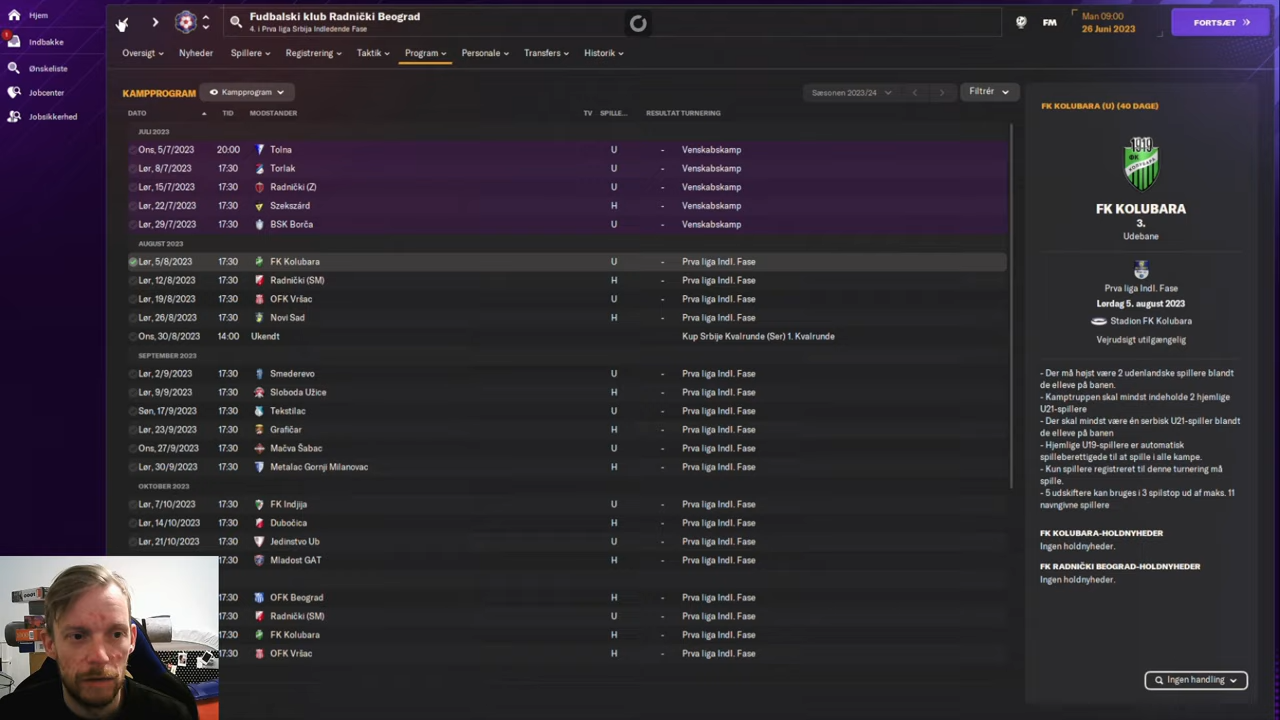 Hjem
Fudbalski klub Radnički Beograd
4. i Prva liga Srbija Indledende Fase
FM
Man 09:00
26 Juni 2023
FORTSÆT
1
Indbakke
Oversigt
Nyheder
Spillere
Registrering
Taktik
Program
Personale
Transfers
Historik
Ønskeliste
Jobcenter
Jobsikkerhed
KAMPPROGRAM
Kampprogram
Sæsonen 2023/24
Filtrér
DATO TID MODSTANDER TV SPILLE... RESULTAT TURNERING
JULI 2023
Ons, 5/7/2023 20:00 Tolna U - Venskabskamp
Lør, 8/7/2023 17:30 Torlak U - Venskabskamp
Lør, 15/7/2023 17:30 Radnički (Z) U - Venskabskamp
Lør, 22/7/2023 17:30 Szekszárd H - Venskabskamp
Lør, 29/7/2023 17:30 BSK Borča U - Venskabskamp
AUGUST 2023
Lør, 5/8/2023 17:30 FK Kolubara U - Prva liga Indl. Fase
Lør, 12/8/2023 17:30 Radnički (SM) H - Prva liga Indl. Fase
Lør, 19/8/2023 17:30 OFK Vršac U - Prva liga Indl. Fase
Lør, 26/8/2023 17:30 Novi Sad H - Prva liga Indl. Fase
Ons, 30/8/2023 14:00 Ukendt Kup Srbije Kvalrunde (Ser) 1. Kvalrunde
SEPTEMBER 2023
Lør, 2/9/2023 17:30 Smederevo U - Prva liga Indl. Fase
Lør, 9/9/2023 17:30 Sloboda Užice H - Prva liga Indl. Fase
Søn, 17/9/2023 17:30 Tekstilac U - Prva liga Indl. Fase
Lør, 23/9/2023 17:30 Grafičar H - Prva liga Indl. Fase
Ons, 27/9/2023 17:30 Mačva Šabac U - Prva liga Indl. Fase
Lør, 30/9/2023 17:30 Metalac Gornji Milanovac H - Prva liga Indl. Fase
OKTOBER 2023
Lør, 7/10/2023 17:30 FK Inđija U - Prva liga Indl. Fase
Lør, 14/10/2023 17:30 Dubočica H - Prva liga Indl. Fase
Lør, 21/10/2023 17:30 Jedinstvo Ub U - Prva liga Indl. Fase
17:30 Mladost GAT H - Prva liga Indl. Fase
17:30 OFK Beograd H - Prva liga Indl. Fase
17:30 Radnički (SM) U - Prva liga Indl. Fase
17:30 FK Kolubara H - Prva liga Indl. Fase
17:30 OFK Vršac U - Prva liga Indl. Fase
FK KOLUBARA (U) (40 DAGE)
1919
FK KOLUBARA
3.
Udebane
Prva liga Indl. Fase
Lørdag 5. august 2023
Stadion FK Kolubara
Vejrudsigt utilgængelig
- Der må højst være 2 udenlandske spillere blandt
de elleve på banen.
- Kamptruppen skal mindst indeholde 2 hjemlige
U21-spillere
- Der skal mindst være én serbisk U21-spiller blandt
de elleve på banen
- Hjemlige U19-spillere er automatisk
spilleberettigede til at spille i alle kampe.
- Kun spillere registreret til denne turnering må
spille.
- 5 udskiftere kan bruges i 3 spilstop ud af maks. 11
navngivne spillere
FK KOLUBARA-HOLDNYHEDER
Ingen holdnyheder.
FK RADNIČKI BEOGRAD-HOLDNYHEDER
Ingen holdnyheder.
Ingen handling